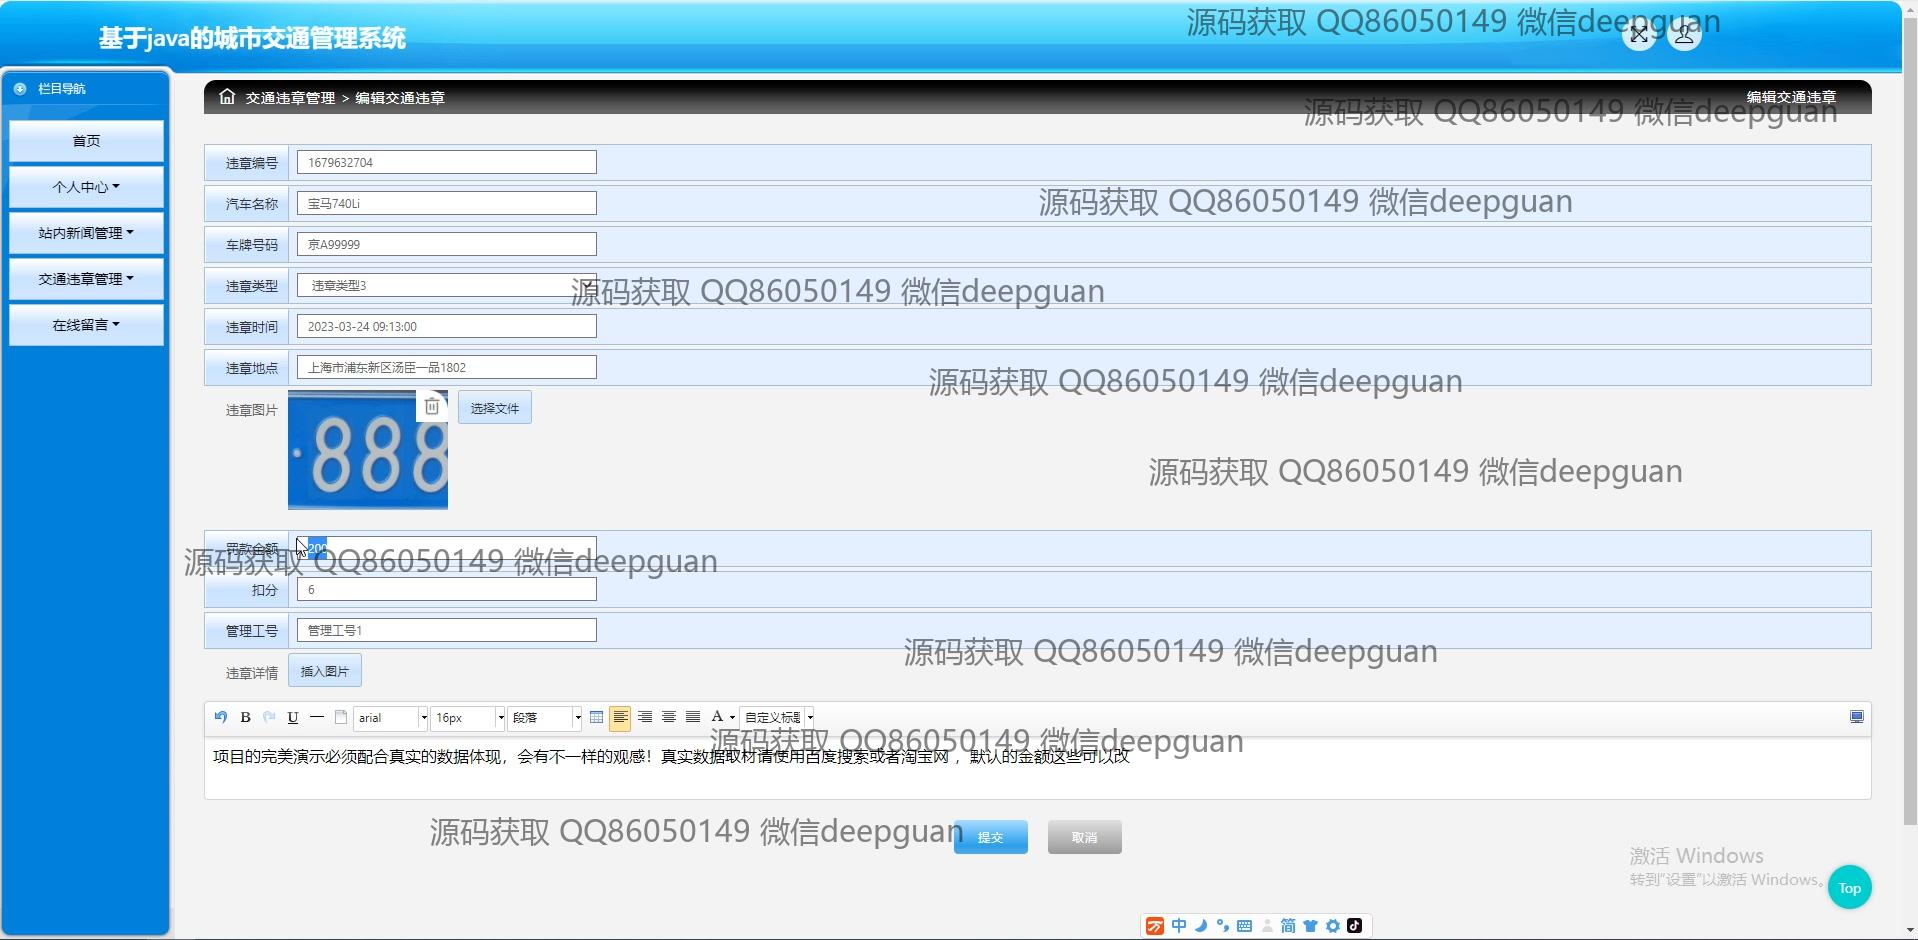 基于java的城市交通管理系统
源码获取 QQ86050149 微信deepguan
栏目导航
首页
个人中心
站内新闻管理
交通违章管理
在线留言
交通违章管理 > 编辑交通违章
编辑交通违章
源码获取 QQ86050149 微信deepguan
违章编号 1679632704
汽车名称 宝马740Li
源码获取 QQ86050149 微信deepguan
车牌号码 京A99999
违章类型 违章类型3
源码获取 QQ86050149 微信deepguan
违章时间 2023-03-24 09:13:00
违章地点 上海市浦东新区汤臣一品1802
源码获取 QQ86050149 微信deepguan
违章图片 选择文件
888
源码获取 QQ86050149 微信deepguan
罚款金额 200
源码获取 QQ86050149 微信deepguan
扣分 6
管理工号 管理工号1
源码获取 QQ86050149 微信deepguan
违章详情 插入图片
B U arial 16px 段落 A 自定义标题
源码获取 QQ86050149 微信deepguan
项目的完美演示必须配合真实的数据体现，会有不一样的观感！真实数据取材请使用百度搜索或者淘宝网 ，默认的金额这些可以改
源码获取 QQ86050149 微信deepguan
提交 取消
激活 Windows
转到"设置"以激活 Windows。
Top
中 简